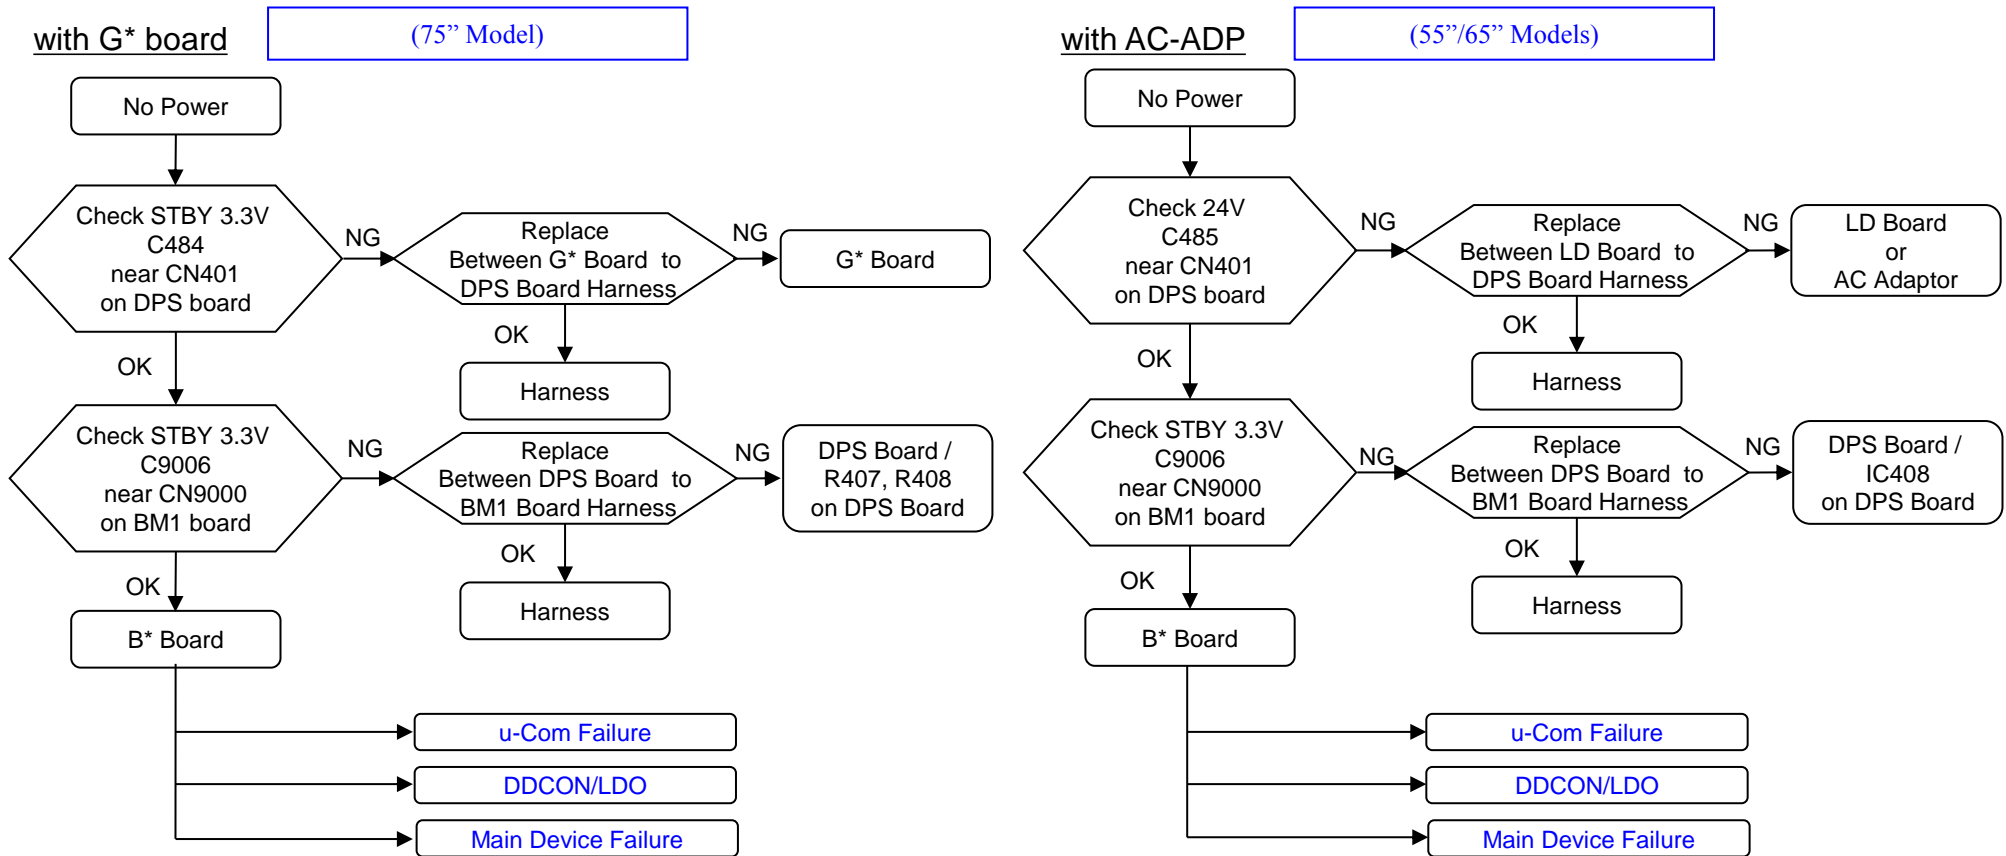 with G* board
(75” Model)
No Power
Check STBY 3.3V
C484
near CN401
on DPS board
NG
Replace
Between G* Board to
DPS Board Harness
NG
G* Board
OK
Harness
OK
Check STBY 3.3V
C9006
near CN9000
on BM1 board
NG
Replace
Between DPS Board to
BM1 Board Harness
NG
DPS Board /
R407, R408
on DPS Board
OK
Harness
OK
B* Board
u-Com Failure
DDCON/LDO
Main Device Failure
with AC-ADP
(55”/65” Models)
No Power
Check 24V
C485
near CN401
on DPS board
NG
Replace
Between LD Board to
DPS Board Harness
NG
LD Board
or
AC Adaptor
OK
Harness
OK
Check STBY 3.3V
C9006
near CN9000
on BM1 board
NG
Replace
Between DPS Board to
BM1 Board Harness
NG
DPS Board /
IC408
on DPS Board
OK
Harness
OK
B* Board
u-Com Failure
DDCON/LDO
Main Device Failure